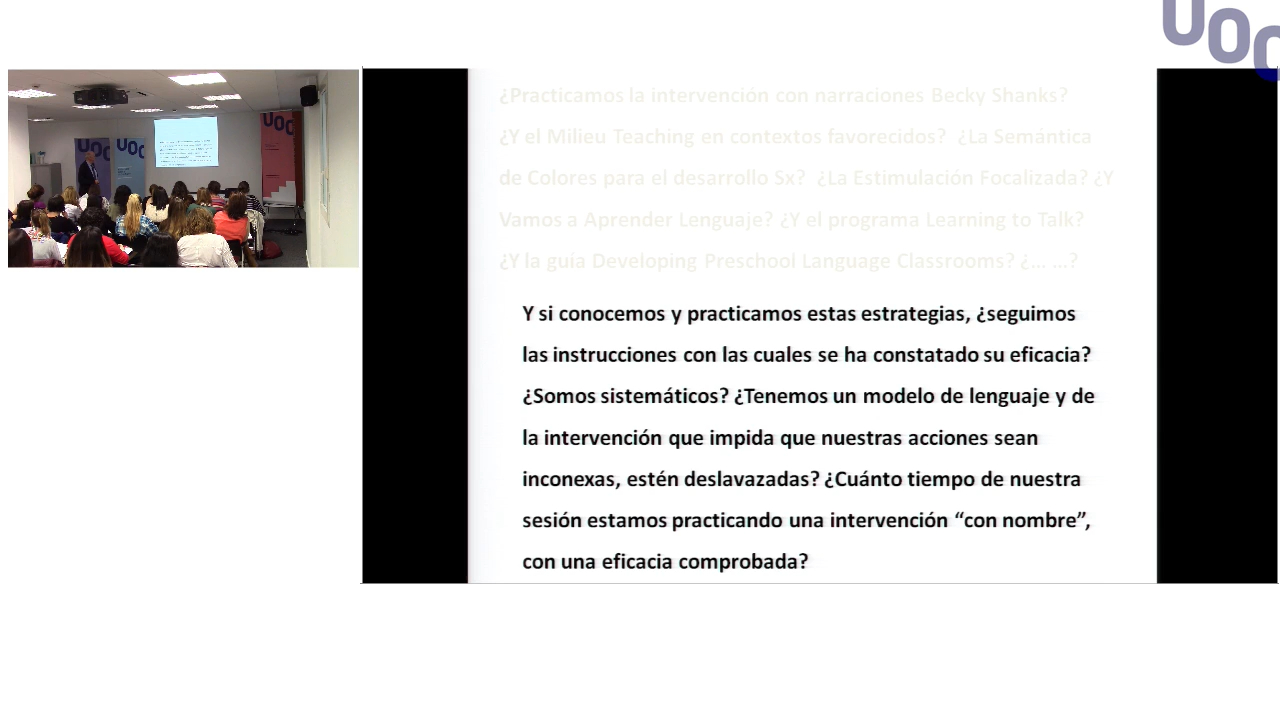 UOC
UOC
UOC
UOC
¿Practicamos la intervención con narraciones Becky Shanks?
¿Y el Milieu Teaching en contextos favorecidos? ¿La Semántica
de Colores para el desarrollo Sx? ¿La Estimulación Focalizada? ¿Y
Vamos a Aprender Lenguaje? ¿Y el programa Learning to Talk?
¿Y la guía Developing Preschool Language Classrooms? ¿... ...?
Y si conocemos y practicamos estas estrategias, ¿seguimos
las instrucciones con las cuales se ha constatado su eficacia?
¿Somos sistemáticos? ¿Tenemos un modelo de lenguaje y de
la intervención que impida que nuestras acciones sean
inconexas, estén deslavazadas? ¿Cuánto tiempo de nuestra
sesión estamos practicando una intervención “con nombre”,
con una eficacia comprobada?